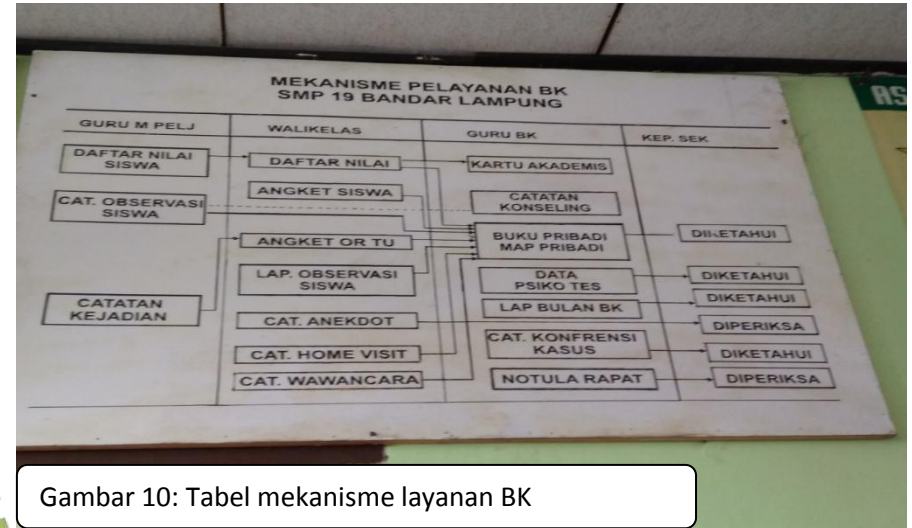 MEKANISME PELAYANAN BK
SMP 19 BANDAR LAMPUNG
GURU M PELJ
WALIKELAS
GURU BK
KEP. SEK
DAFTAR NILAI
SISWA
DAFTAR NILAI
KARTU AKADEMIS
CAT. OBSERVASI
SISWA
ANGKET SISWA
CATATAN
KONSELING
ANGKET OR TU
BUKU PRIBADI
MAP PRIBADI
DIKETAHUI
LAP. OBSERVASI
SISWA
DATA
PSIKO TES
DIKETAHUI
CATATAN
KEJADIAN
LAP BULAN BK
DIKETAHUI
CAT. ANEKDOT
DIPERIKSA
CAT. HOME VISIT
CAT. KONFRENSI
KASUS
DIKETAHUI
CAT. WAWANCARA
NOTULA RAPAT
DIPERIKSA
Gambar 10: Tabel mekanisme layanan BK